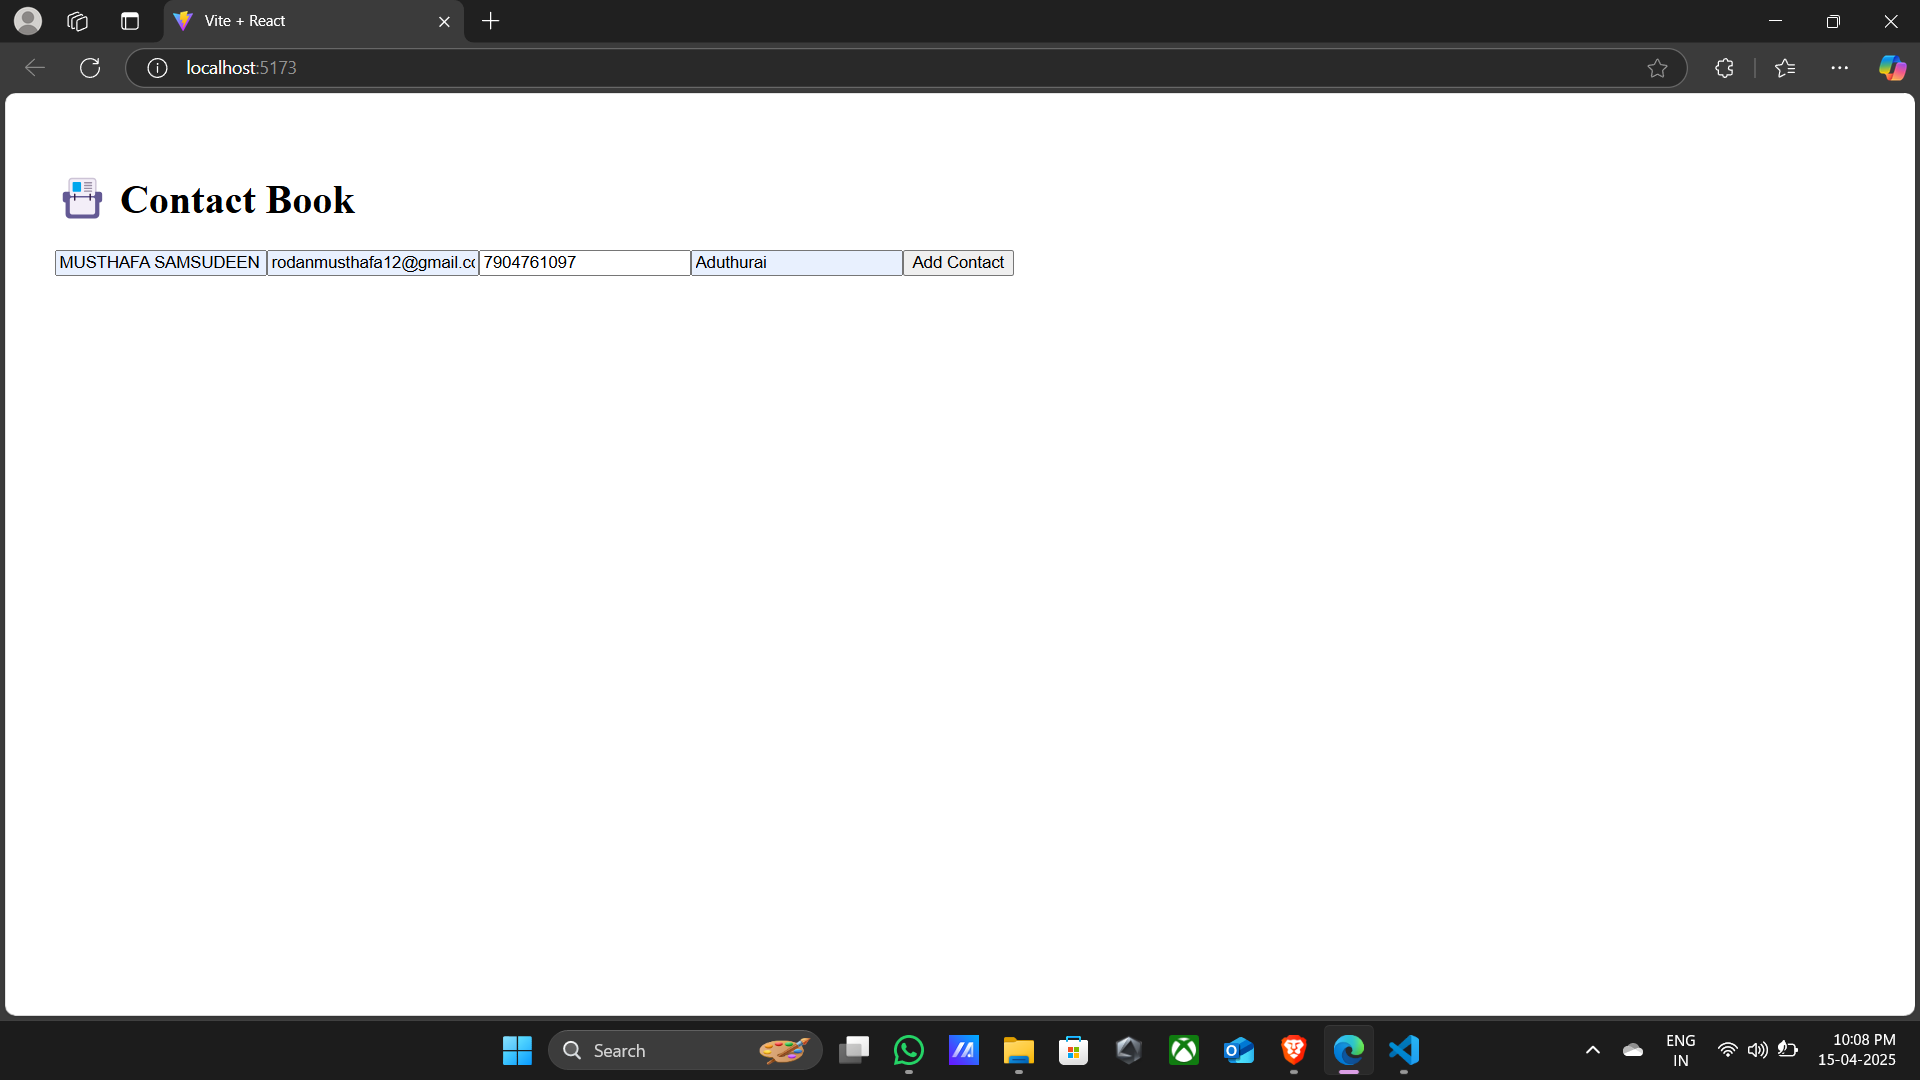 Vite + React
localhost:5173
Contact Book
MUSTHAFA SAMSUDEEN rodanmusthafa12@gmail.cc 7904761097 Aduthurai Add Contact
Search
ENG
IN
10:08 PM
15-04-2025